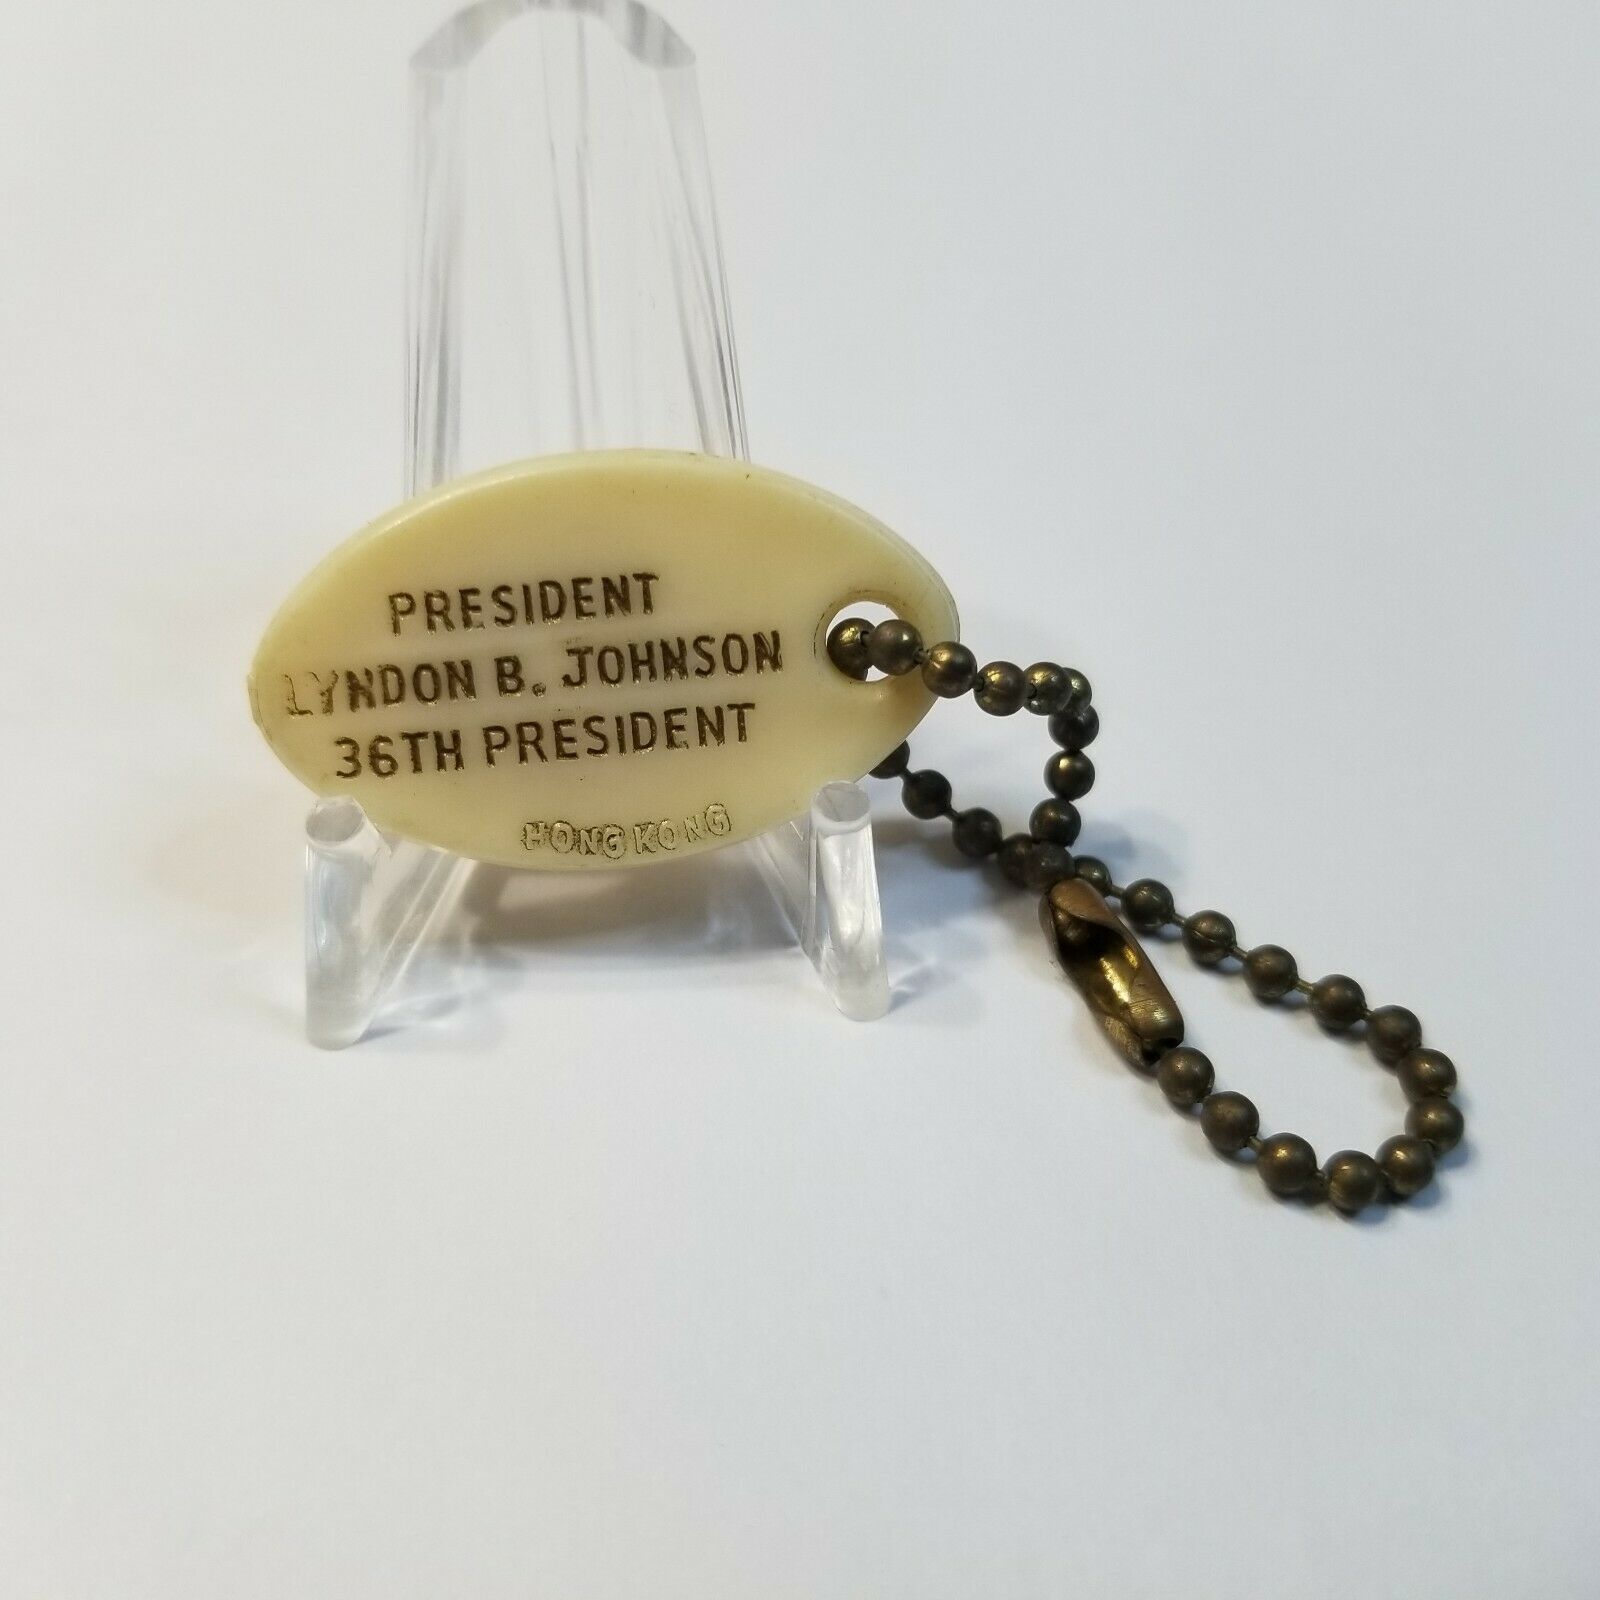 PRESIDENT
LYNDON B. JOHNSON
36TH PRESIDENT
HONG KONG